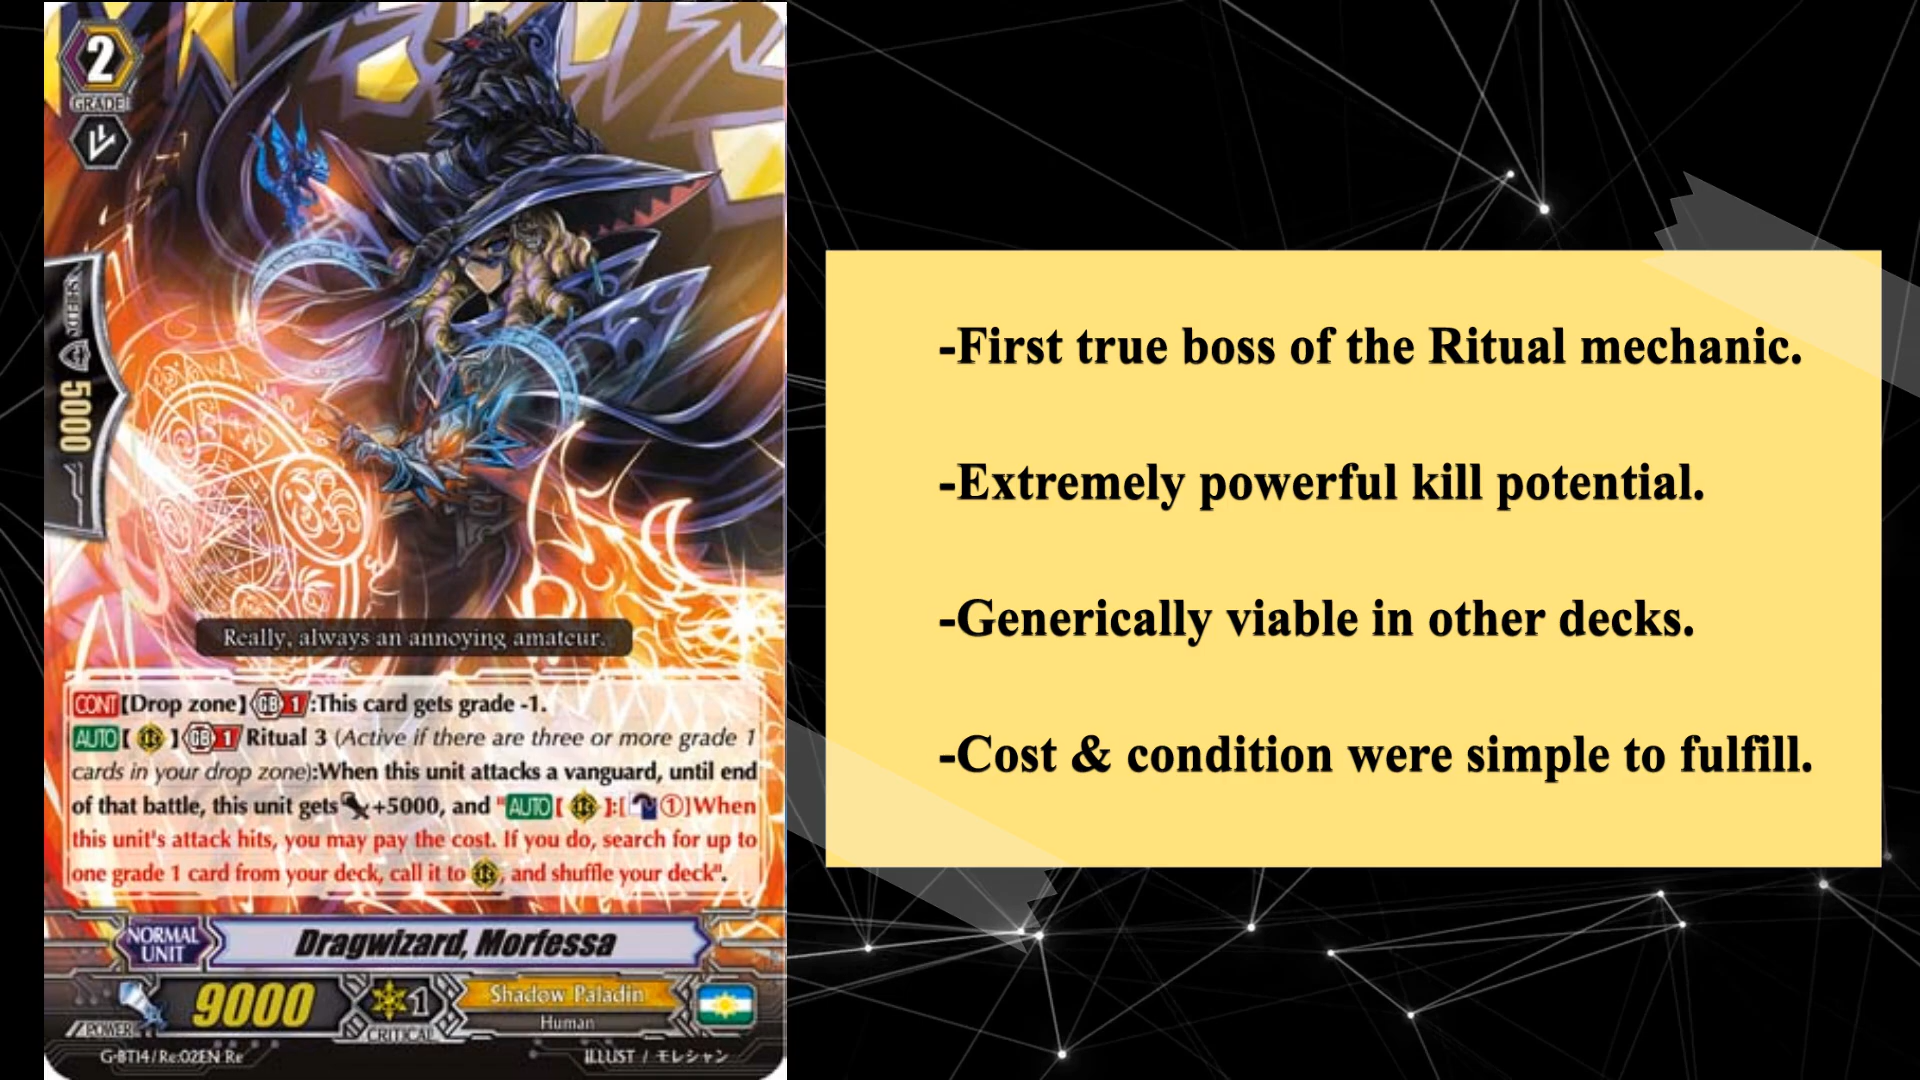 2
GRADE
SHIELD
5000
Really, always an annoying amateur.
CONT【Drop zone】GB 1:This card gets grade -1.
AUTO【 】GB 1 Ritual 3 (Active if there are three or more grade 1
cards in your drop zone):When this unit attacks a vanguard, until end
of that battle, this unit gets +5000, and "AUTO[ ]:[ ①]When
this unit's attack hits, you may pay the cost. If you do, search for up to
one grade 1 card from your deck, call it to , and shuffle your deck".
NORMAL
UNIT
Dragwizard, Morfessa
POWER
9000
1
CRITICAL
Shadow Paladin
Human
G-BT14/Re:02EN Re
ILLUST / モレシャン
-First true boss of the Ritual mechanic.
-Extremely powerful kill potential.
-Generically viable in other decks.
-Cost & condition were simple to fulfill.